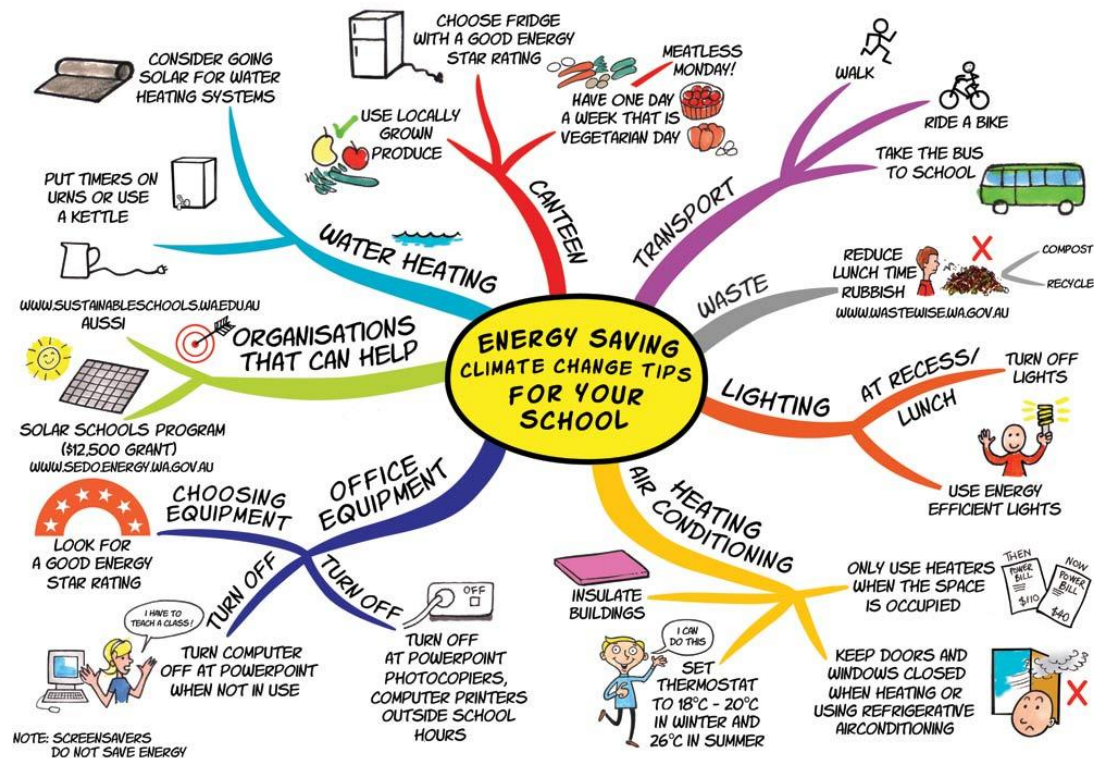 ENERGY SAVING
CLIMATE CHANGE TIPS
FOR YOUR
SCHOOL
WATER HEATING
CONSIDER GOING
SOLAR FOR WATER
HEATING SYSTEMS
PUT TIMERS ON
URNS OR USE
A KETTLE
CANTEEN
CHOOSE FRIDGE
WITH A GOOD ENERGY
STAR RATING
USE LOCALLY
GROWN
PRODUCE
MEATLESS
MONDAY!
HAVE ONE DAY
A WEEK THAT IS
VEGETARIAN DAY
TRANSPORT
WALK
RIDE A BIKE
TAKE THE BUS
TO SCHOOL
WASTE
REDUCE
LUNCH TIME
RUBBISH
COMPOST
RECYCLE
WWW.WASTEWISE.WA.GOV.AU
LIGHTING
AT RECESS/
LUNCH
TURN OFF
LIGHTS
USE ENERGY
EFFICIENT LIGHTS
HEATING
AIR CONDITIONING
ONLY USE HEATERS
WHEN THE SPACE
IS OCCUPIED
THEN
POWER
BILL
$110
NOW
POWER
BILL
$40
KEEP DOORS AND
WINDOWS CLOSED
WHEN HEATING OR
USING REFRIGERATIVE
AIRCONDITIONING
INSULATE
BUILDINGS
I CAN
DO THIS
SET
THERMOSTAT
TO 18°C - 20°C
IN WINTER AND
26°C IN SUMMER
OFFICE
EQUIPMENT
CHOOSING
EQUIPMENT
LOOK FOR
A GOOD ENERGY
STAR RATING
TURN OFF
I HAVE TO
TEACH A CLASS!
TURN COMPUTER
OFF AT POWERPOINT
WHEN NOT IN USE
TURN OFF
OFF
TURN OFF
AT POWERPOINT
PHOTOCOPIERS,
COMPUTER PRINTERS
OUTSIDE SCHOOL
HOURS
NOTE: SCREENSAVERS
DO NOT SAVE ENERGY
ORGANISATIONS
THAT CAN HELP
WWW.SUSTAINABLESCHOOLS.WA.EDU.AU
AUSSI
SOLAR SCHOOLS PROGRAM
($12,500 GRANT)
WWW.SEDO.ENERGY.WA.GOV.AU